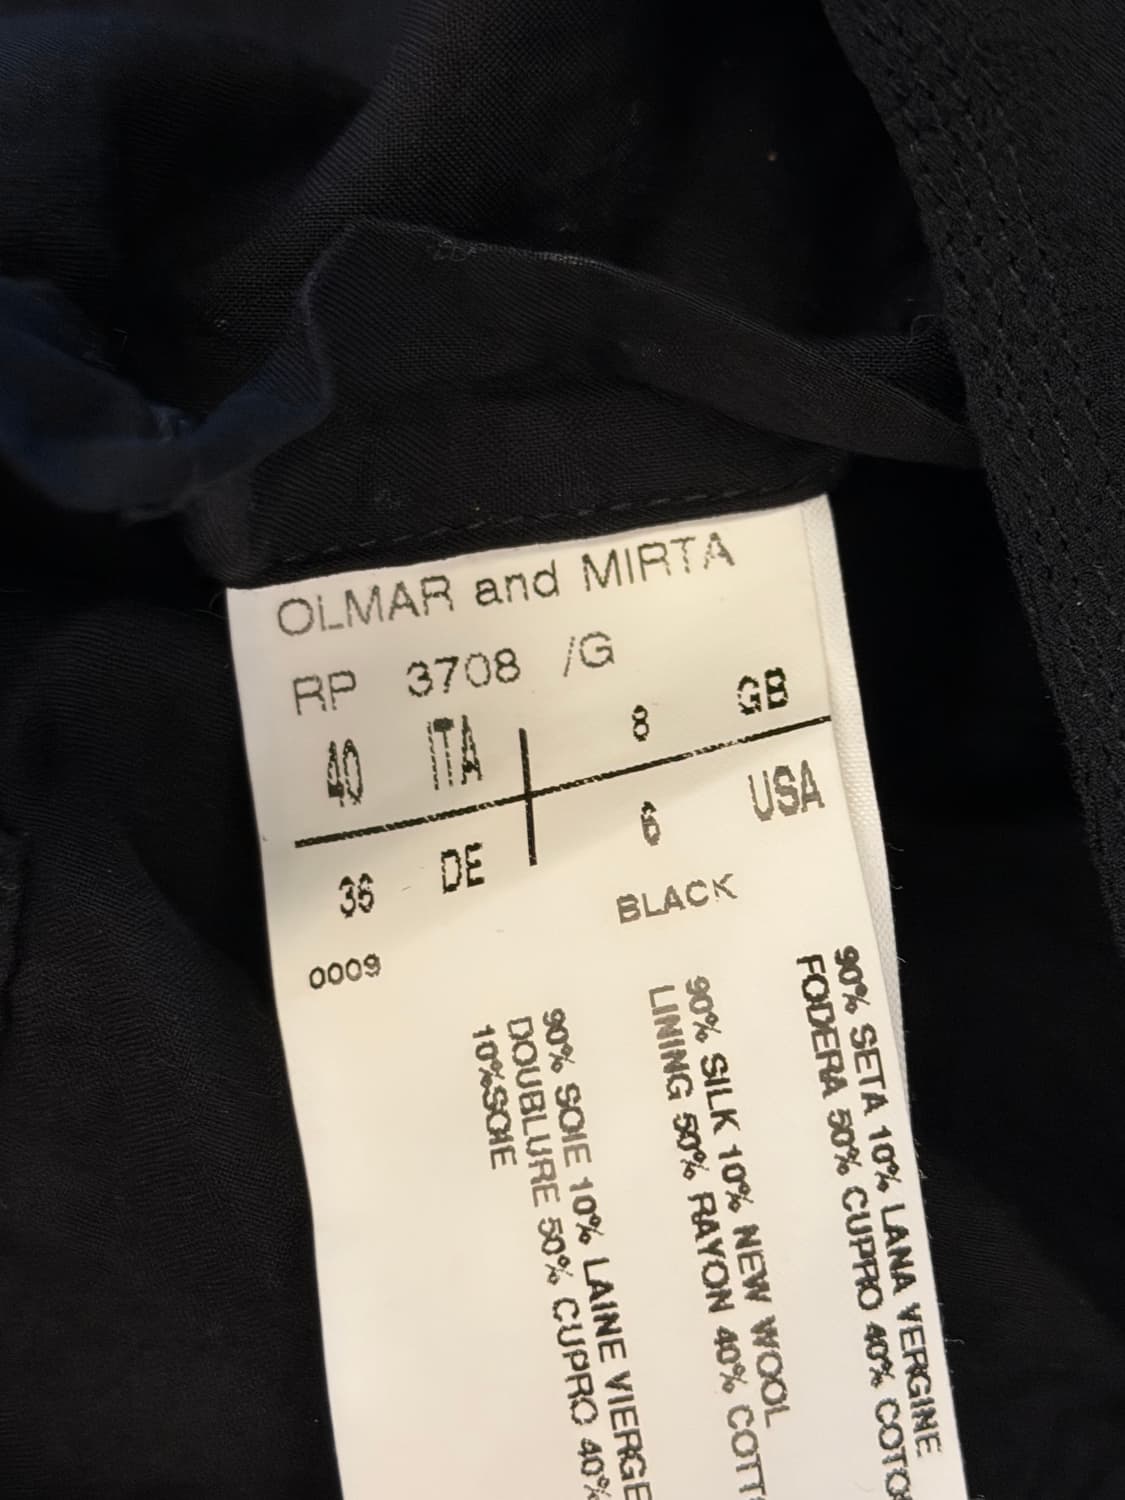 OLMAR and MIRTA
RP 3708 /G
40 ITA 8 GB
36 DE 6 USA
BLACK
0009
90% SETA 10% LANA VERGINE
FODERA 50% CUPRO 40%
90% SILK 10% NEW WOOL
LINING 50% RAYON 40%
90% SOIE 10% LAINE VIERGE
DOUBLURE 50% CUPRO 40%
10%SOIE